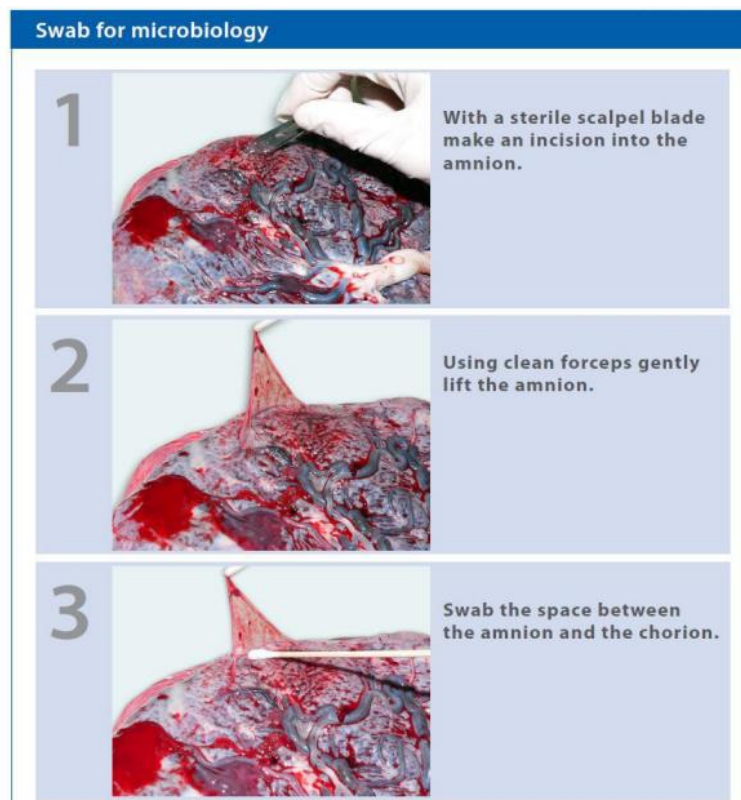 Swab for microbiology
1
With a sterile scalpel blade
make an incision into the
amnion.
2
Using clean forceps gently
lift the amnion.
3
Swab the space between
the amnion and the chorion.